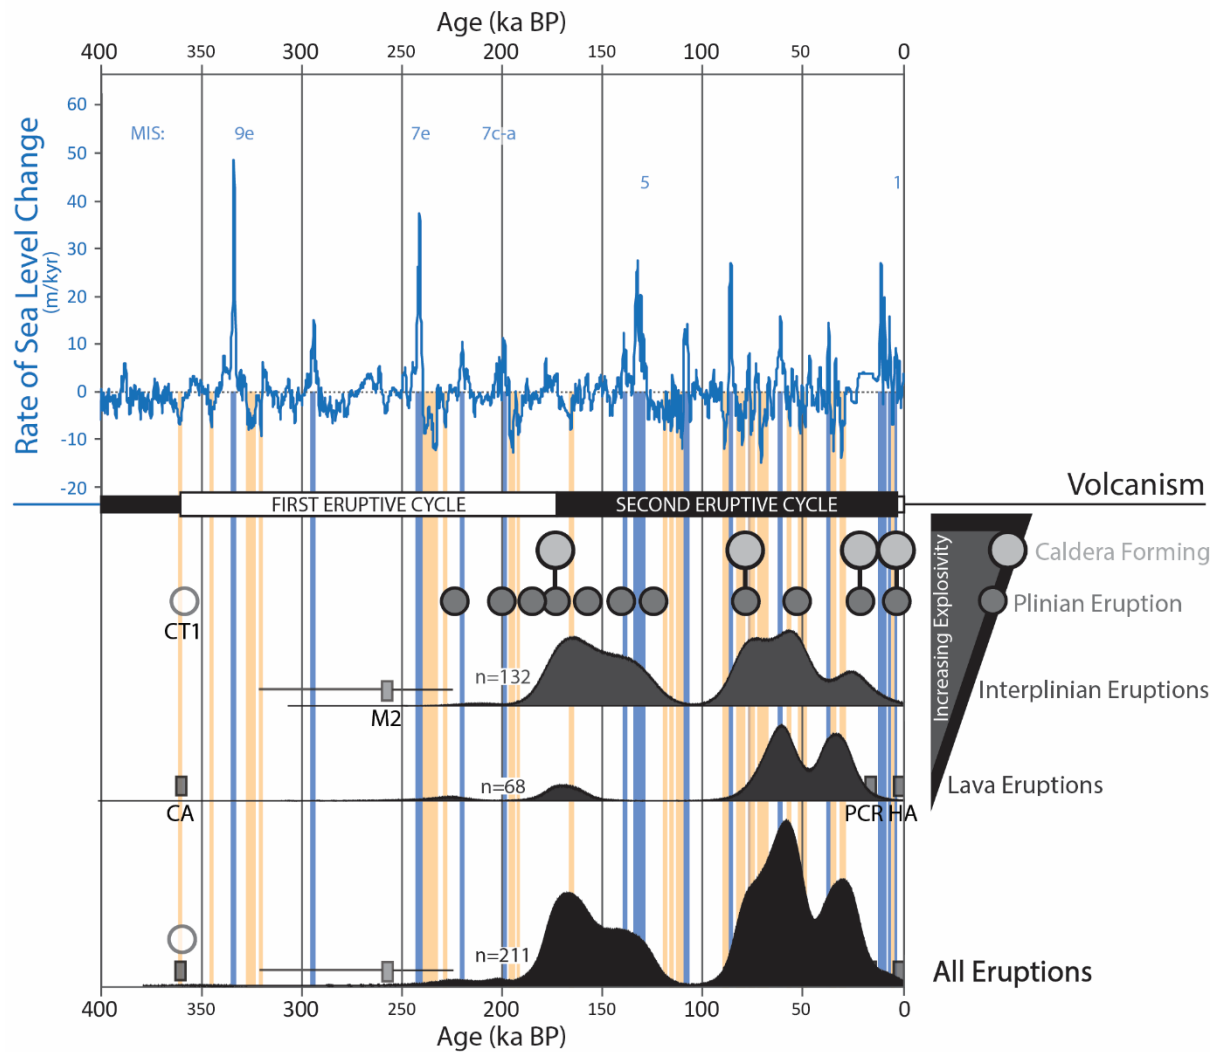 Age (ka BP)
400 350 300 250 200 150 100 50 0
Rate of Sea Level Change
(m/kyr)
60
50
40
30
20
10
0
-10
-20
MIS: 9e 7e 7c-a
5 1
Volcanism
FIRST ERUPTIVE CYCLE SECOND ERUPTIVE CYCLE
Increasing Explosivity
Caldera Forming
Plinian Eruption
CT1
n=132
Interplinian Eruptions
M2
n=68
Lava Eruptions
CA PCR HA
n=211
All Eruptions
400 350 300 250 200 150 100 50 0
Age (ka BP)